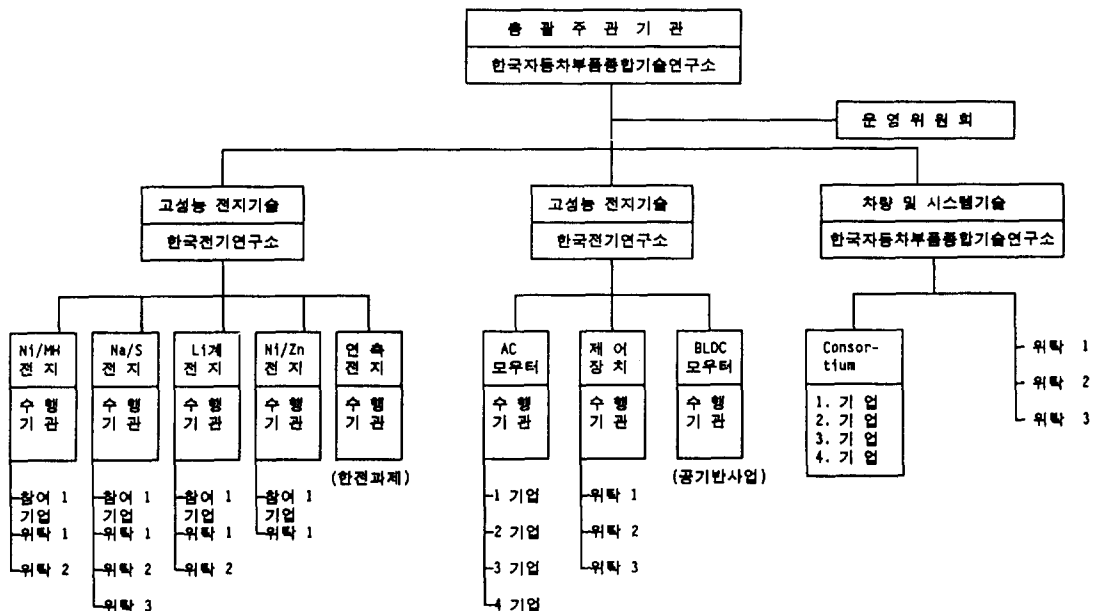 총 괄 주 관 기 관
한국자동차부품종합기술연구소
운 영 위 원 회
고성능 전지기술
한국전기연구소
고성능 전지기술
한국전기연구소
차량 및 시스템기술
한국자동차부품종합기술연구소
Ni/MH
전 지
수 행
기 관
Na/S
전 지
수 행
기 관
Li계
전 지
수 행
기 관
Ni/Zn
전 지
수 행
기 관
연 축
전 지
수 행
기 관
(한전과제)
AC
모우터
수 행
기 관
제 어
장 치
수 행
기 관
BLDC
모우터
수 행
기 관
(공기반사업)
Consor-
tium
1. 기 업
2. 기 업
3. 기 업
4. 기 업
위탁 1
위탁 2
위탁 3
참여 1
기업
위탁 1
위탁 2
참여 1
기업
위탁 1
위탁 2
위탁 3
참여 1
기업
위탁 1
위탁 2
참여 1
기업
위탁 1
1 기업
2 기업
3 기업
4 기업
위탁 1
위탁 2
위탁 3